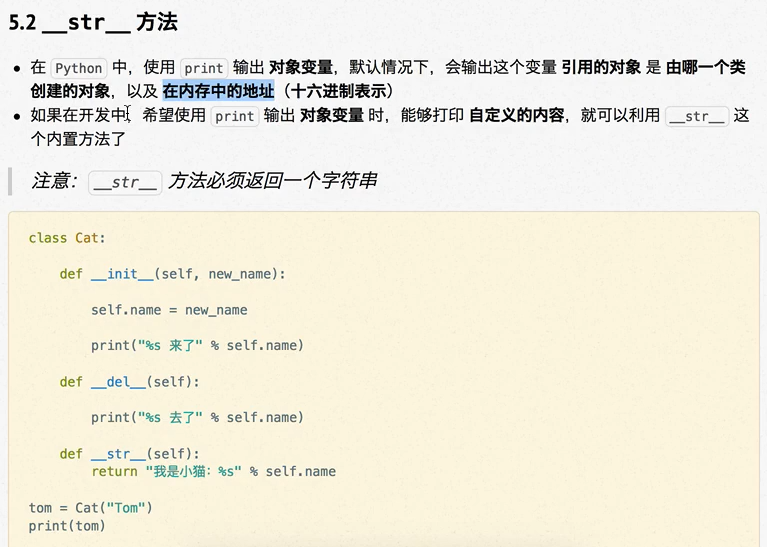 5.2 __str__ 方法
在 Python 中，使用 print 输出 对象变量，默认情况下，会输出这个变量 引用的对象 是 由哪一个类
创建的对象，以及 在内存中的地址（十六进制表示）
如果在开发中，希望使用 print 输出 对象变量 时，能够打印 自定义的内容，就可以利用 __str__ 这
个内置方法了
注意：__str__ 方法必须返回一个字符串
class Cat:
    def __init__(self, new_name):
        self.name = new_name
        print("%s 来了" % self.name)
    def __del__(self):
        print("%s 去了" % self.name)
    def __str__(self):
        return "我是小猫：%s" % self.name
tom = Cat("Tom")
print(tom)